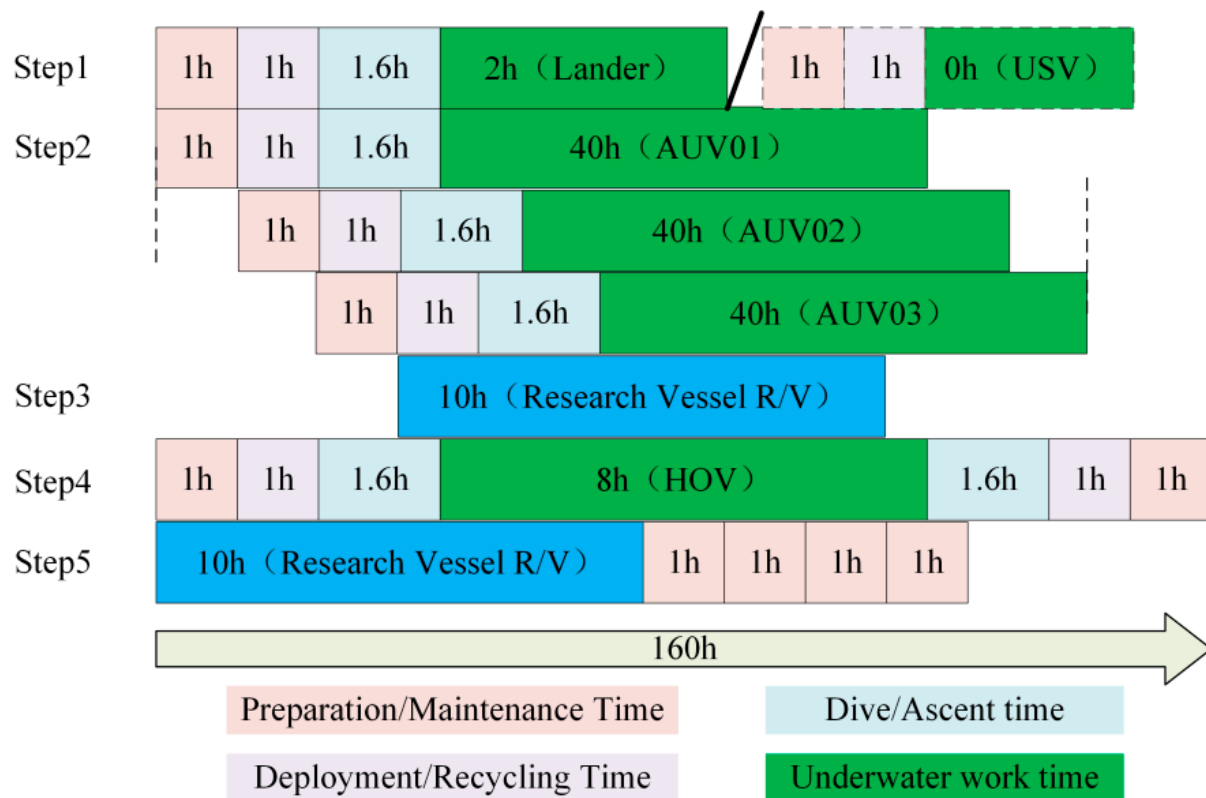 Step1 1h 1h 1.6h 2h（Lander） 1h 1h 0h（USV）
Step2 1h 1h 1.6h 40h（AUV01）
1h 1h 1.6h 40h（AUV02）
1h 1h 1.6h 40h（AUV03）
Step3 10h（Research Vessel R/V）
Step4 1h 1h 1.6h 8h（HOV） 1.6h 1h 1h
Step5 10h（Research Vessel R/V） 1h 1h 1h 1h
160h
Preparation/Maintenance Time Dive/Ascent time
Deployment/Recycling Time Underwater work time